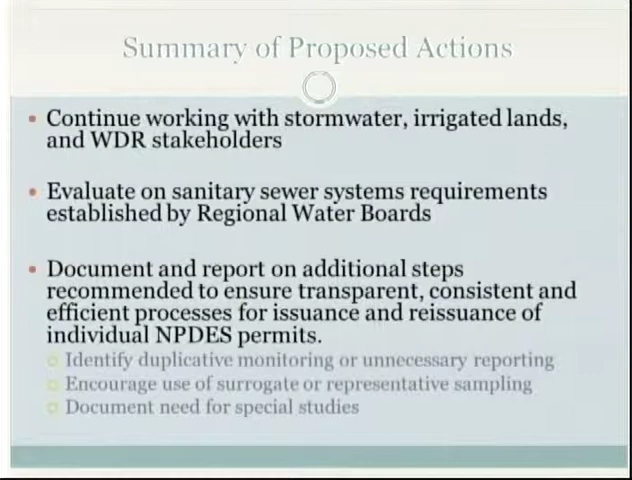 Summary of Proposed Actions
• Continue working with stormwater, irrigated lands,
and WDR stakeholders
• Evaluate on sanitary sewer systems requirements
established by Regional Water Boards
• Document and report on additional steps
recommended to ensure transparent, consistent and
efficient processes for issuance and reissuance of
individual NPDES permits.
○ Identify duplicative monitoring or unnecessary reporting
○ Encourage use of surrogate or representative sampling
○ Document need for special studies